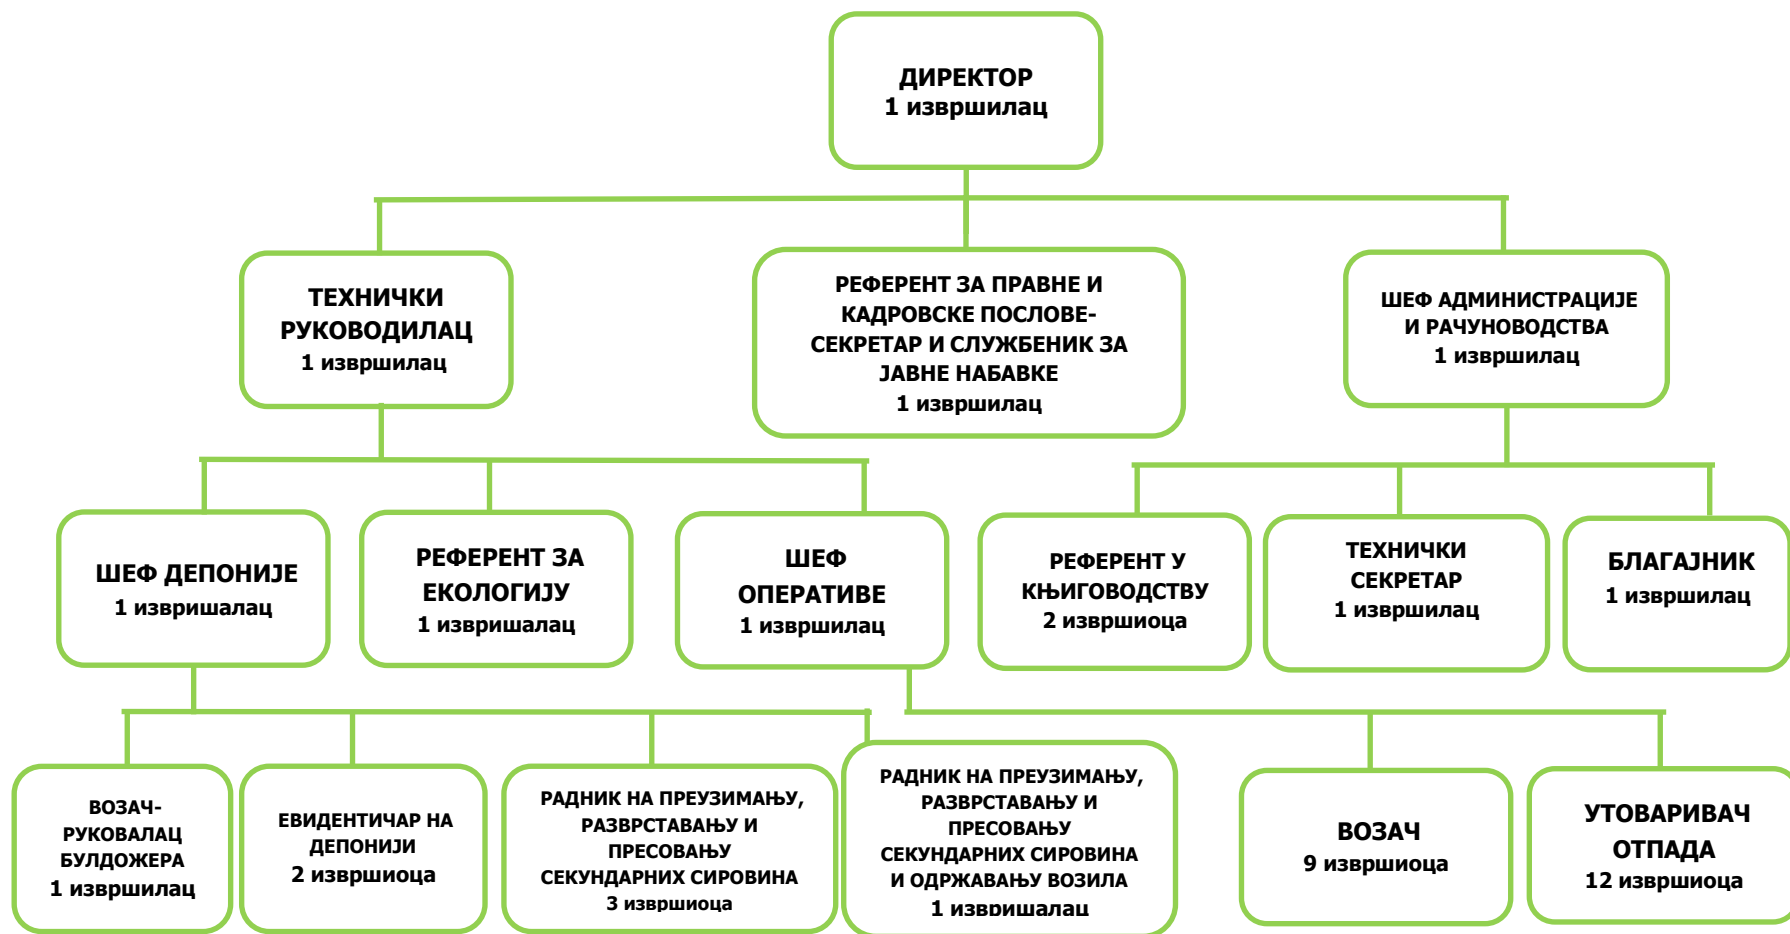 ДИРЕКТОР
1 извршилац
ТЕХНИЧКИ
РУКОВОДИЛАЦ
1 извршилац
РЕФЕРЕНТ ЗА ПРАВНЕ И
КАДРОВСКЕ ПОСЛОВЕ-
СЕКРЕТАР И СЛУЖБЕНИК ЗА
ЈАВНЕ НАБАВКЕ
1 извршилац
ШЕФ АДМИНИСТРАЦИЈЕ
И РАЧУНОВОДСТВА
1 извршилац
ШЕФ ДЕПОНИЈЕ
1 извришалац
РЕФЕРЕНТ ЗА
ЕКОЛОГИЈУ
1 извришалац
ШЕФ
ОПЕРАТИВЕ
1 извршилац
РЕФЕРЕНТ У
КЊИГОВОДСТВУ
2 извршиоца
ТЕХНИЧКИ
СЕКРЕТАР
1 извршилац
БЛАГАЈНИК
1 извршилац
ВОЗАЧ-
РУКОВАЛАЦ
БУЛДОЖЕРА
1 извршилац
ЕВИДЕНТИЧАР НА
ДЕПОНИЈИ
2 извршиоца
РАДНИК НА ПРЕУЗИМАЊУ,
РАЗВРСТАВАЊУ И
ПРЕСОВАЊУ
СЕКУНДАРНИХ СИРОВИНА
3 извршиоца
РАДНИК НА ПРЕУЗИМАЊУ,
РАЗВРСТАВАЊУ И
ПРЕСОВАЊУ
СЕКУНДАРНИХ СИРОВИНА
И ОДРЖАВАЊУ ВОЗИЛА
1 извришалац
ВОЗАЧ
9 извршиоца
УТОВАРИВАЧ
ОТПАДА
12 извршиоца